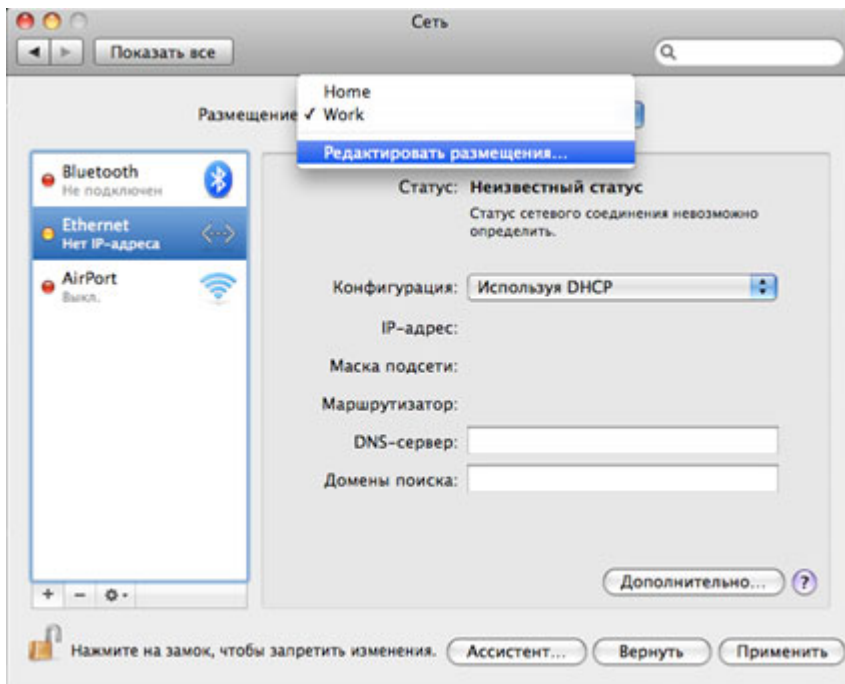 Сеть
Показать все
Home
Размещение ✓ Work
Редактировать размещения...
Bluetooth
Не подключен
Ethernet
Нет IP-адреса
AirPort
Выкл.
Статус: Неизвестный статус
Статус сетевого соединения невозможно
определить.
Конфигурация: Используя DHCP
IP-адрес:
Маска подсети:
Маршрутизатор:
DNS-сервер:
Домены поиска:
Дополнительно... ?
Нажмите на замок, чтобы запретить изменения. Ассистент... Вернуть Применить